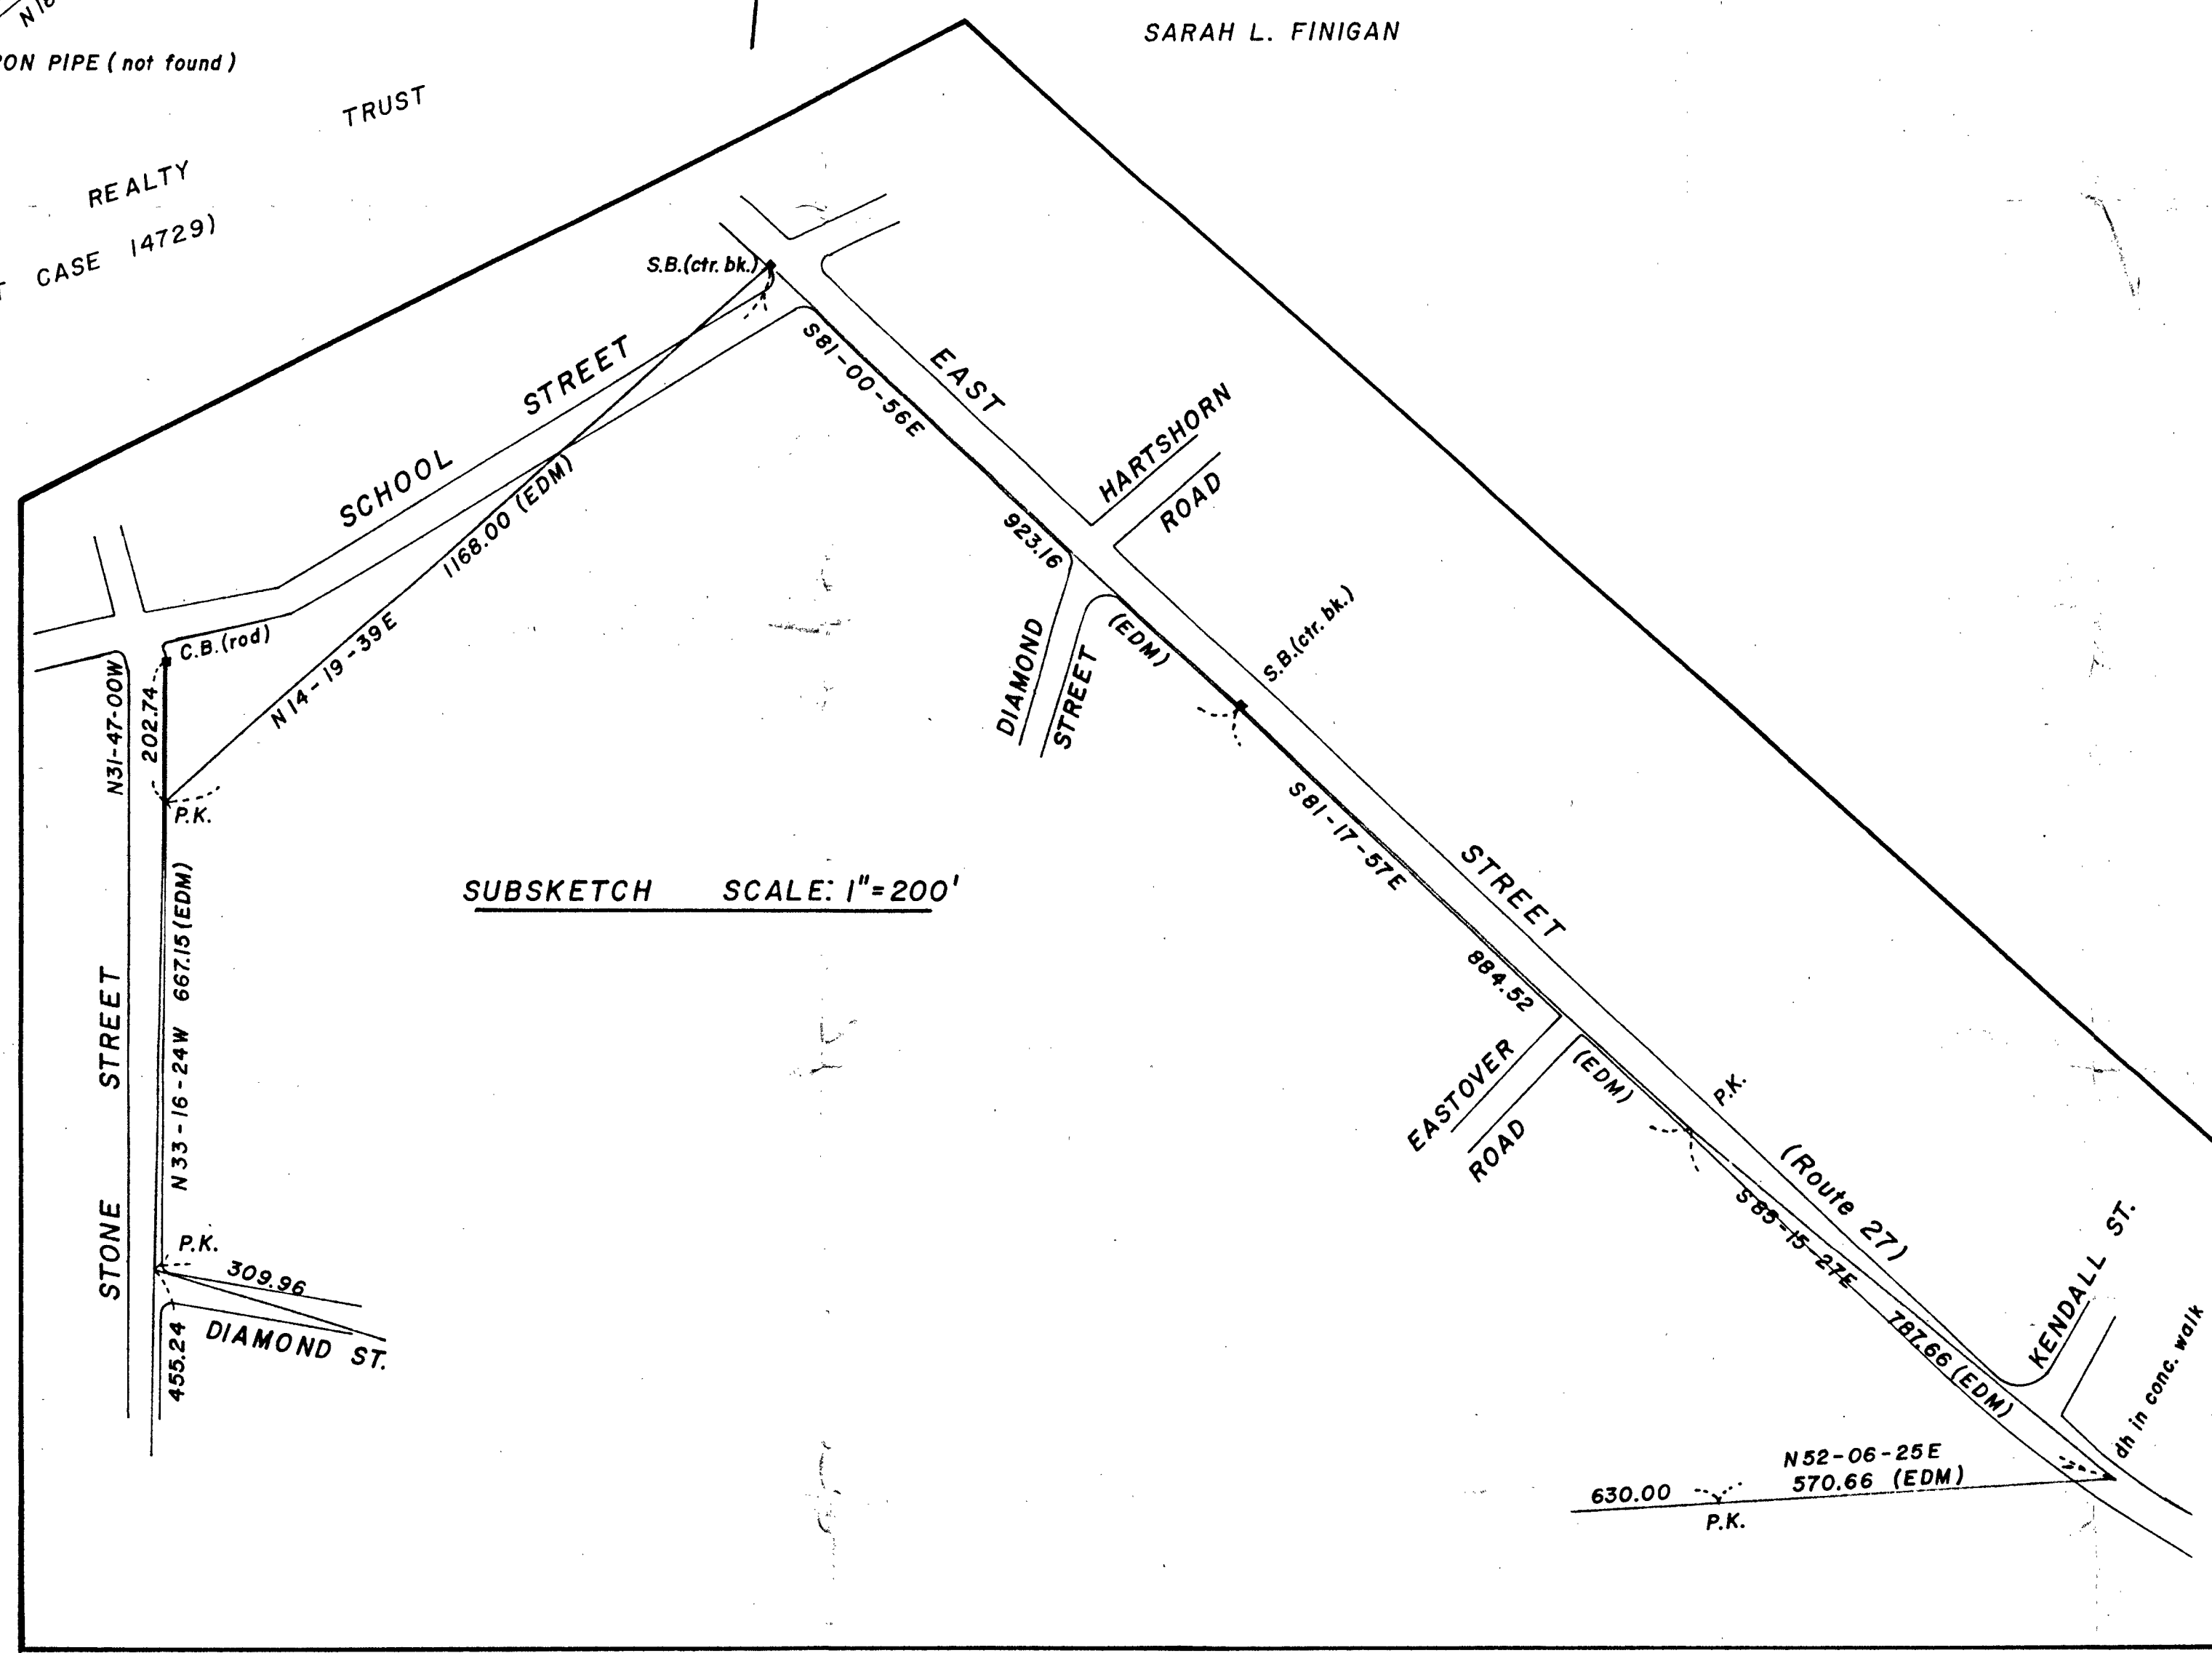 SARAH L. FINIGAN
PIPE (not found)
TRUST
REALTY
CASE 14729)
S.B.(ctr. bk.)
SCHOOL STREET
1168.00 (EDM)
N14-19-39E
C.B.(rod)
N31-47-00W
202.74
P.K.
S81-00-56E
923.16
(EDM)
EAST
HARTSHORN
ROAD
DIAMOND
STREET
S.B.(ctr. bk.)
S81-17-57E
884.52
(EDM)
STREET
EASTOVER
ROAD
P.K.
(Route 27)
S85-15-27E
787.66 (EDM)
KENDALL ST.
dh in conc. walk
SUBSKETCH SCALE: 1"=200'
STONE STREET
N33-16-24W 667.15(EDM)
P.K.
309.96
DIAMOND ST.
455.24
N52-06-25E
630.00
570.66 (EDM)
P.K.